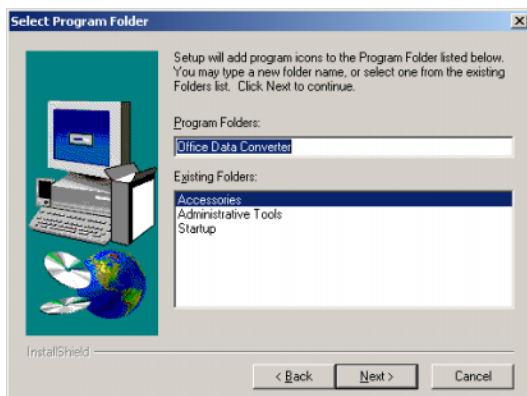 Select Program Folder
Setup will add program icons to the Program Folder listed below.
You may type a new folder name, or select one from the existing
Folders list. Click Next to continue.
Program Folders:
Office Data Converter
Existing Folders:
Accessories
Administrative Tools
Startup
InstallShield
< Back
Next >
Cancel